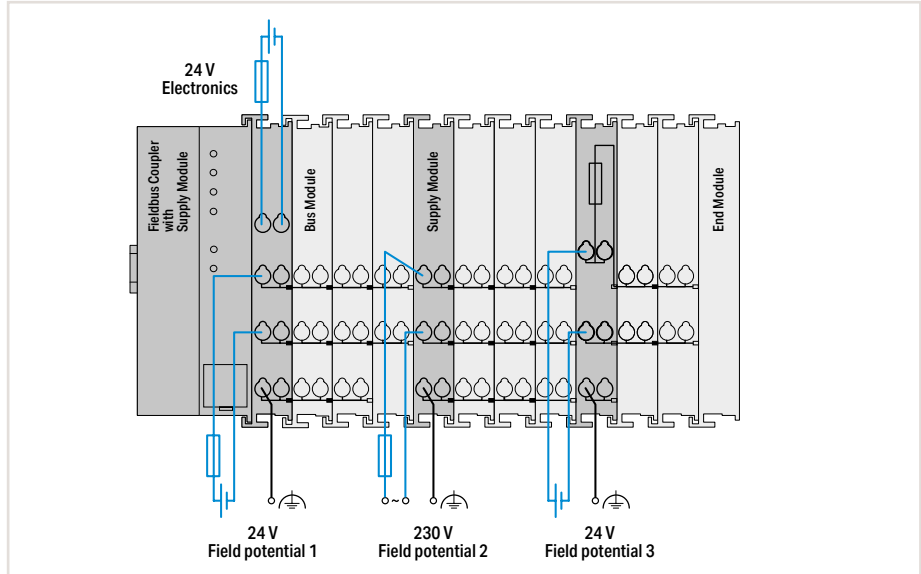 24 V
Electronics
Fieldbus Coupler
with
Supply Module
Bus Module
Supply Module
End Module
~
24 V
Field potential 1
230 V
Field potential 2
24 V
Field potential 3